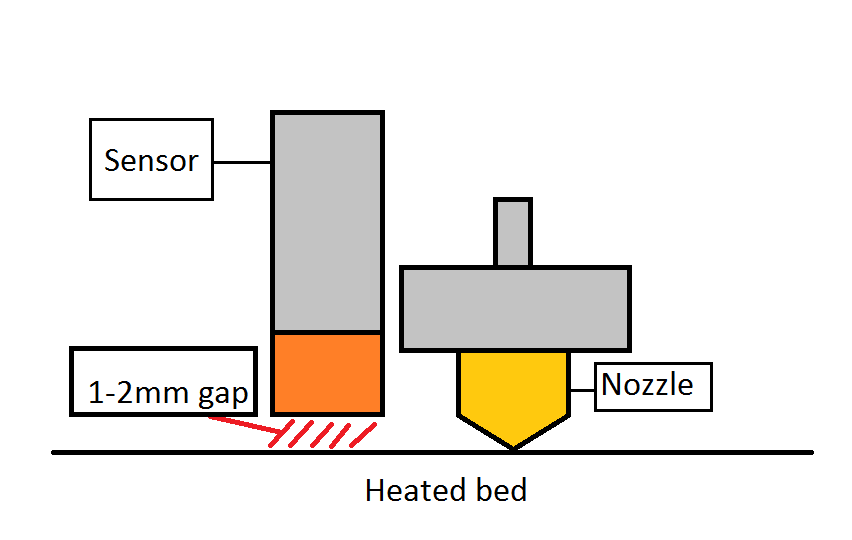 Sensor
1-2mm gap
Nozzle
Heated bed